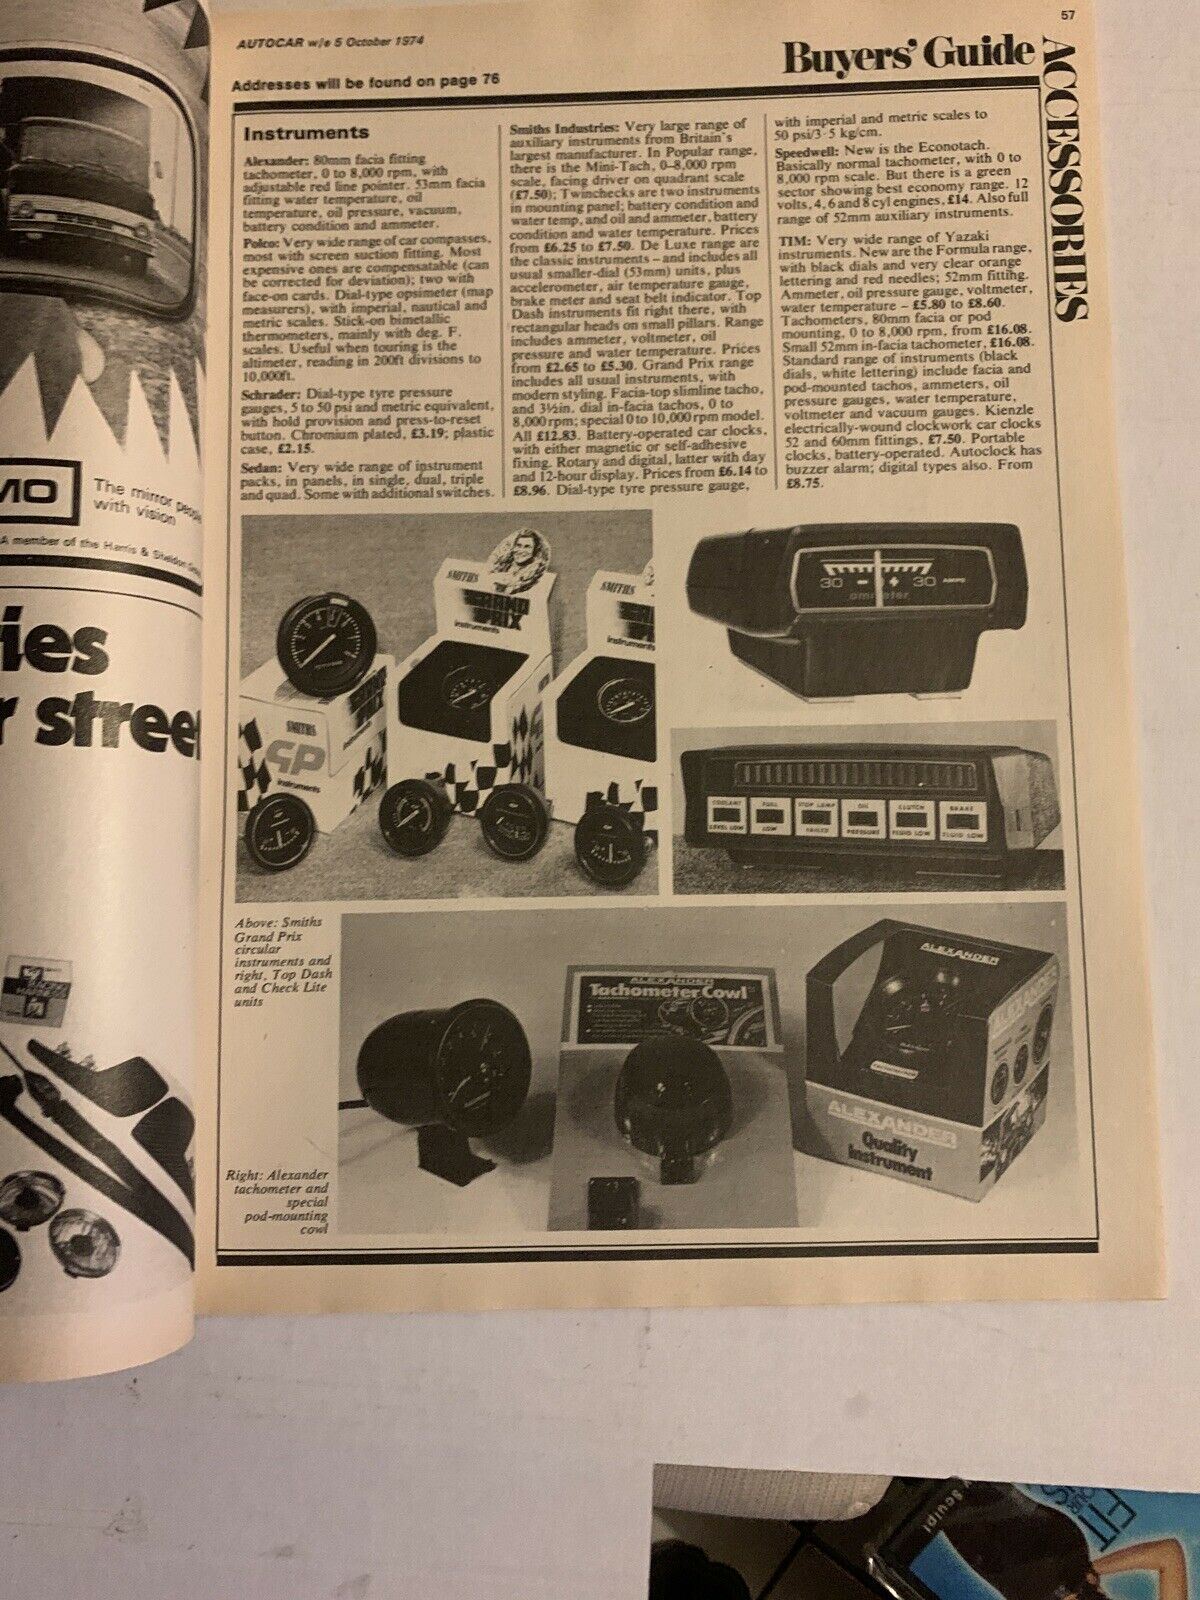 57
AUTOCAR w/e 5 October 1974
Buyers' Guide
ACCESSORIES
Addresses will be found on page 76
Instruments
Alexander: 80mm facia fitting
tachometer, 0 to 8,000 rpm, with
adjustable red line pointer. 53mm facia
fitting water temperature, oil
temperature, oil pressure, vacuum,
battery condition and ammeter.
Polco: Very wide range of car compasses,
most with screen suction fitting. Most
expensive ones are compensatable (can
be corrected for deviation); two with
face-on cards. Dial-type opsimeter (map
measurers), with imperial, nautical and
metric scales. Stick-on bimetallic
thermometers, mainly with deg. F.
scales. Useful when touring is the
altimeter, reading in 200ft divisions to
10,000ft.
Schrader: Dial-type tyre pressure
gauges, 5 to 50 psi and metric equivalent,
with hold provision and press-to-reset
button. Chromium plated, £3.19; plastic
case, £2.15.
Sedan: Very wide range of instrument
packs, in panels, in single, dual, triple
and quad. Some with additional switches.
Smiths Industries: Very large range of
auxiliary instruments from Britain's
largest manufacturer. In Popular range,
there is the Mini-Tach, 0-8,000 rpm
scale, facing driver on quadrant scale
(£7.50); Twinchecks are two instruments
in mounting panel; battery condition and
water temp, and oil and ammeter, battery
condition and water temperature. Prices
from £6.25 to £7.50. De Luxe range are
the classic instruments – and includes all
usual smaller-dial (53mm) units, plus
accelerometer, air temperature gauge,
brake meter and seat belt indicator. Top
Dash instruments fit right there, with
rectangular heads on small pillars. Range
includes ammeter, voltmeter, oil
pressure and water temperature. Prices
from £2.65 to £5.30. Grand Prix range
includes all usual instruments, with
modern styling. Facia-top slimline tacho,
and 3½in. dial in-facia tachos, 0 to
8,000 rpm; special 0 to 10,000 rpm model.
All £12.83. Battery-operated car clocks,
with either magnetic or self-adhesive
fixing. Rotary and digital, latter with day
and 12-hour display. Prices from £6.14 to
£8.96. Dial-type tyre pressure gauge,
with imperial and metric scales to
50 psi/3·5 kg/cm.
Speedwell: New is the Econotach.
Basically normal tachometer, with 0 to
8,000 rpm scale. But there is a green
sector showing best economy range. 12
volts, 4, 6 and 8 cyl engines, £14. Also full
range of 52mm auxiliary instruments.
TIM: Very wide range of Yazaki
instruments. New are the Formula range,
with black dials and very clear orange
lettering and red needles; 52mm fitting.
Ammeter, oil pressure gauge, voltmeter,
water temperature – £5.80 to £8.60.
Tachometers, 80mm facia or pod
mounting, 0 to 8,000 rpm, from £16.08.
Small 52mm in-facia tachometer, £16.08.
Standard range of instruments (black
dials, white lettering) include facia and
pod-mounted tachos, ammeters, oil
pressure gauges, water temperature,
voltmeter and vacuum gauges. Kienzle
electrically-wound clockwork car clocks
52 and 60mm fittings, £7.50. Portable
clocks, battery-operated. Autoclock has
buzzer alarm; digital types also. From
£8.75.
MO
The mirror people
with vision
A member of the Harris & Sheldon
ies
r street
SMITHS
GRAND
PRIX
instruments
SMITHS
GRAND
PRIX
instruments
SMITHS
GP
instruments
GRAND
PRIX
30 - + 30 AMPS
ammeter
COOLANT
LEVEL LOW
FUEL
LOW
STOP LAMP
FAILED
OIL
PRESSURE
CLUTCH
FLUID LOW
BRAKE
FLUID LOW
Above: Smiths
Grand Prix
circular
instruments and
right, Top Dash
and Check Lite
units
ALEXANDER
Tachometer Cowl
ALEXANDER
ALEXANDER
TACHOMETER
ALEXANDER
Quality
Instrument
Right: Alexander
tachometer and
special
pod-mounting
cowl